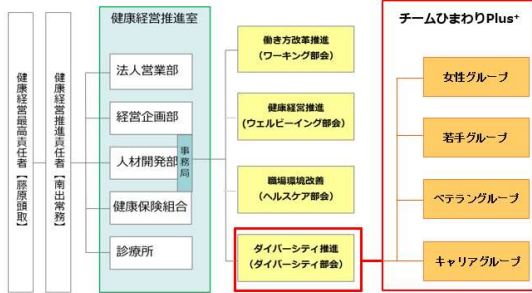 健康経営最高責任者【藤原頭取】
健康経営推進責任者【南出常務】
健康経営推進室
法人営業部
経営企画部
人材開発部
事務局
健康保険組合
診療所
働き方改革推進
(ワーキング部会)
健康経営推進
(ウェルビーイング部会)
職場環境改善
(ヘルスケア部会)
ダイバーシティ推進
(ダイバーシティ部会)
チームひまわりPlus⁺
女性グループ
若手グループ
ベテラングループ
キャリアグループ